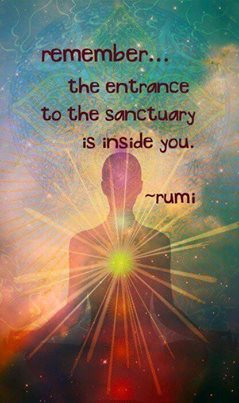 remember...
the entrance
to the sanctuary
is inside you.
~rumi